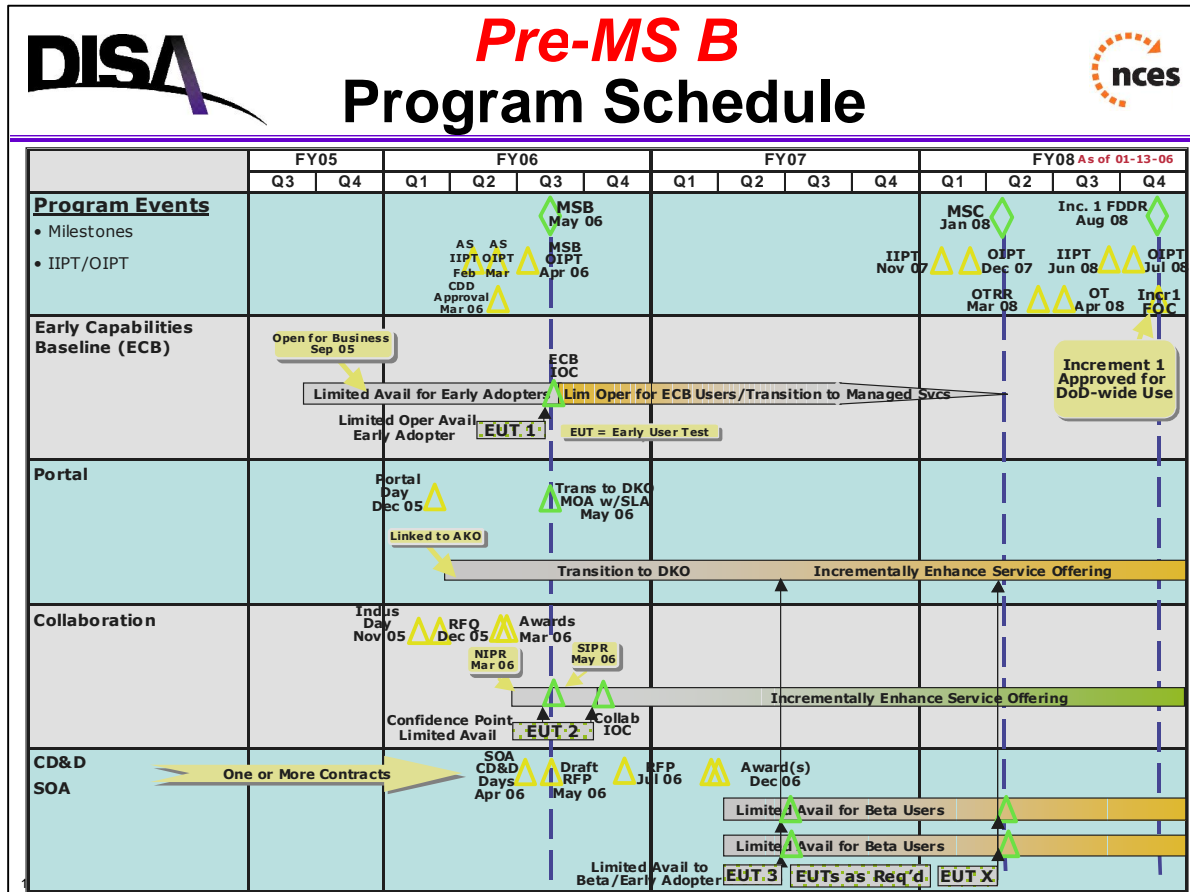 DISA
Pre-MS B
Program Schedule
nces
FY05
FY06
FY07
FY08 As of 01-13-06
Q3 Q4 Q1 Q2 Q3 Q4 Q1 Q2 Q3 Q4 Q1 Q2 Q3 Q4
Program Events
• Milestones
• IIPT/OIPT
MSB
May 06
AS
IIPT
Feb
AS
OIPT
Mar
MSB
OIPT
Apr 06
CDD
Approval
Mar 06
MSC
Jan 08
Inc. 1 FDDR
Aug 08
IIPT
Nov 07
OIPT
Dec 07
IIPT
Jun 08
OIPT
Jul 08
OTRR
Mar 08
OT
Apr 08
Incr1
FOC
Increment 1
Approved for
DoD-wide Use
Early Capabilities
Baseline (ECB)
Open for Business
Sep 05
ECB
IOC
Limited Avail for Early Adopters
Lim Oper for ECB Users/Transition to Managed Svcs
Limited Oper Avail
Early Adopter
EUT 1
EUT = Early User Test
Portal
Portal
Day
Dec 05
Trans to DKO
MOA w/SLA
May 06
Linked to AKO
Transition to DKO
Incrementally Enhance Service Offering
Collaboration
Indus
Day
Nov 05
RFQ
Dec 05
Awards
Mar 06
NIPR
Mar 06
SIPR
May 06
Incrementally Enhance Service Offering
Confidence Point
Limited Avail
EUT 2
Collab
IOC
CD&D
SOA
One or More Contracts
SOA
CD&D
Days
Apr 06
Draft
RFP
May 06
RFP
Jul 06
Award(s)
Dec 06
Limited Avail for Beta Users
Limited Avail for Beta Users
Limited Avail to
Beta/Early Adopter
EUT 3
EUTs as Req'd
EUT X
1